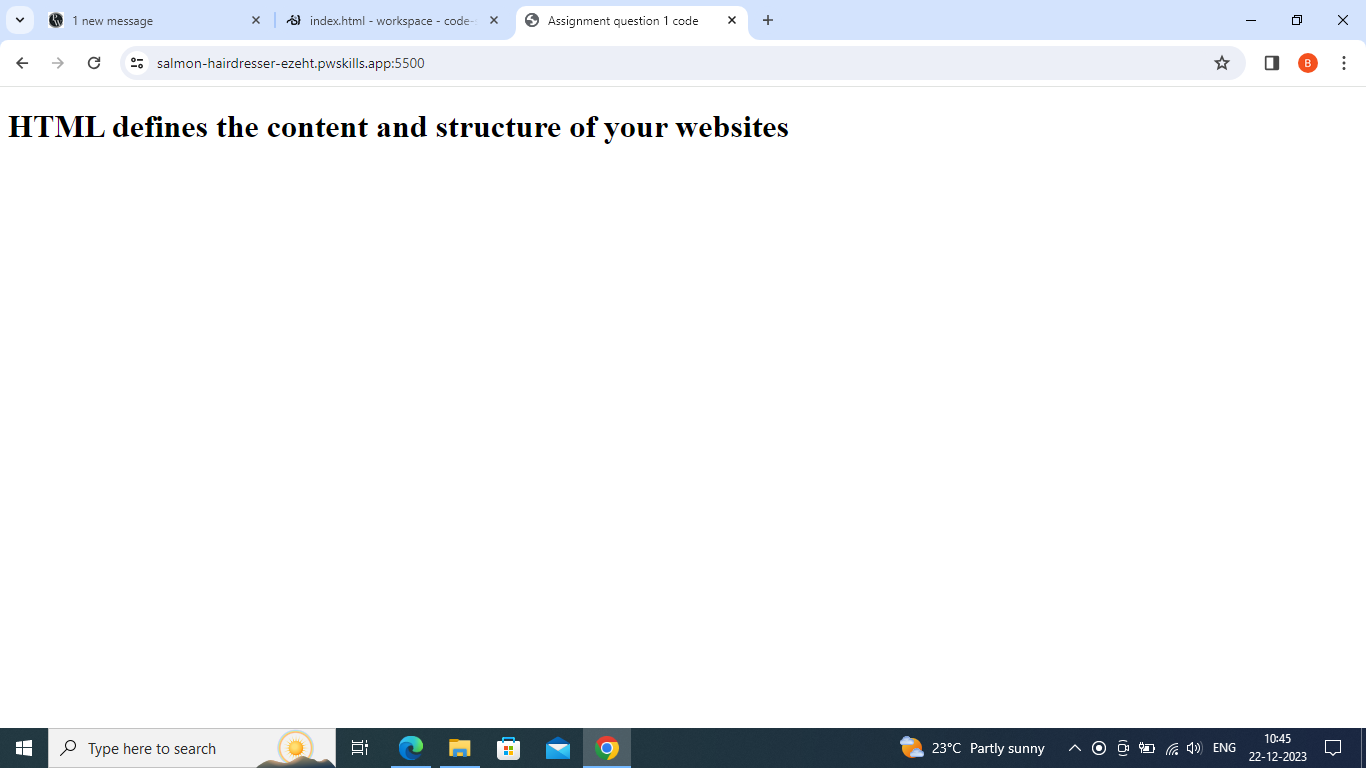 1 new message
index.html - workspace - code-
Assignment question 1 code
salmon-hairdresser-ezeht.pwskills.app:5500
B
HTML defines the content and structure of your websites
Type here to search
23°C Partly sunny
ENG
10:45
22-12-2023